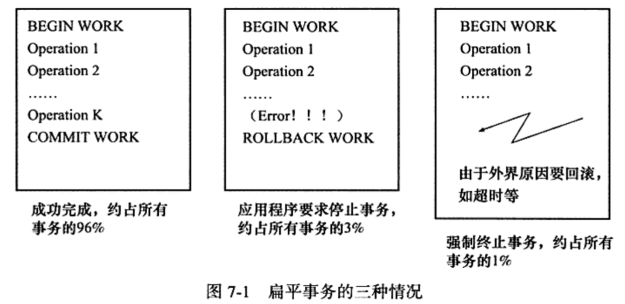 BEGIN WORK
Operation 1
Operation 2
……
Operation K
COMMIT WORK
成功完成，约占所有
事务的96%
BEGIN WORK
Operation 1
Operation 2
……
（Error！！！）
ROLLBACK WORK
应用程序要求停止事务，
约占所有事务的3%
BEGIN WORK
Operation 1
Operation 2
……
由于外界原因要回滚，
如超时等
强制终止事务，约占所有
事务的1%
图 7-1 扁平事务的三种情况